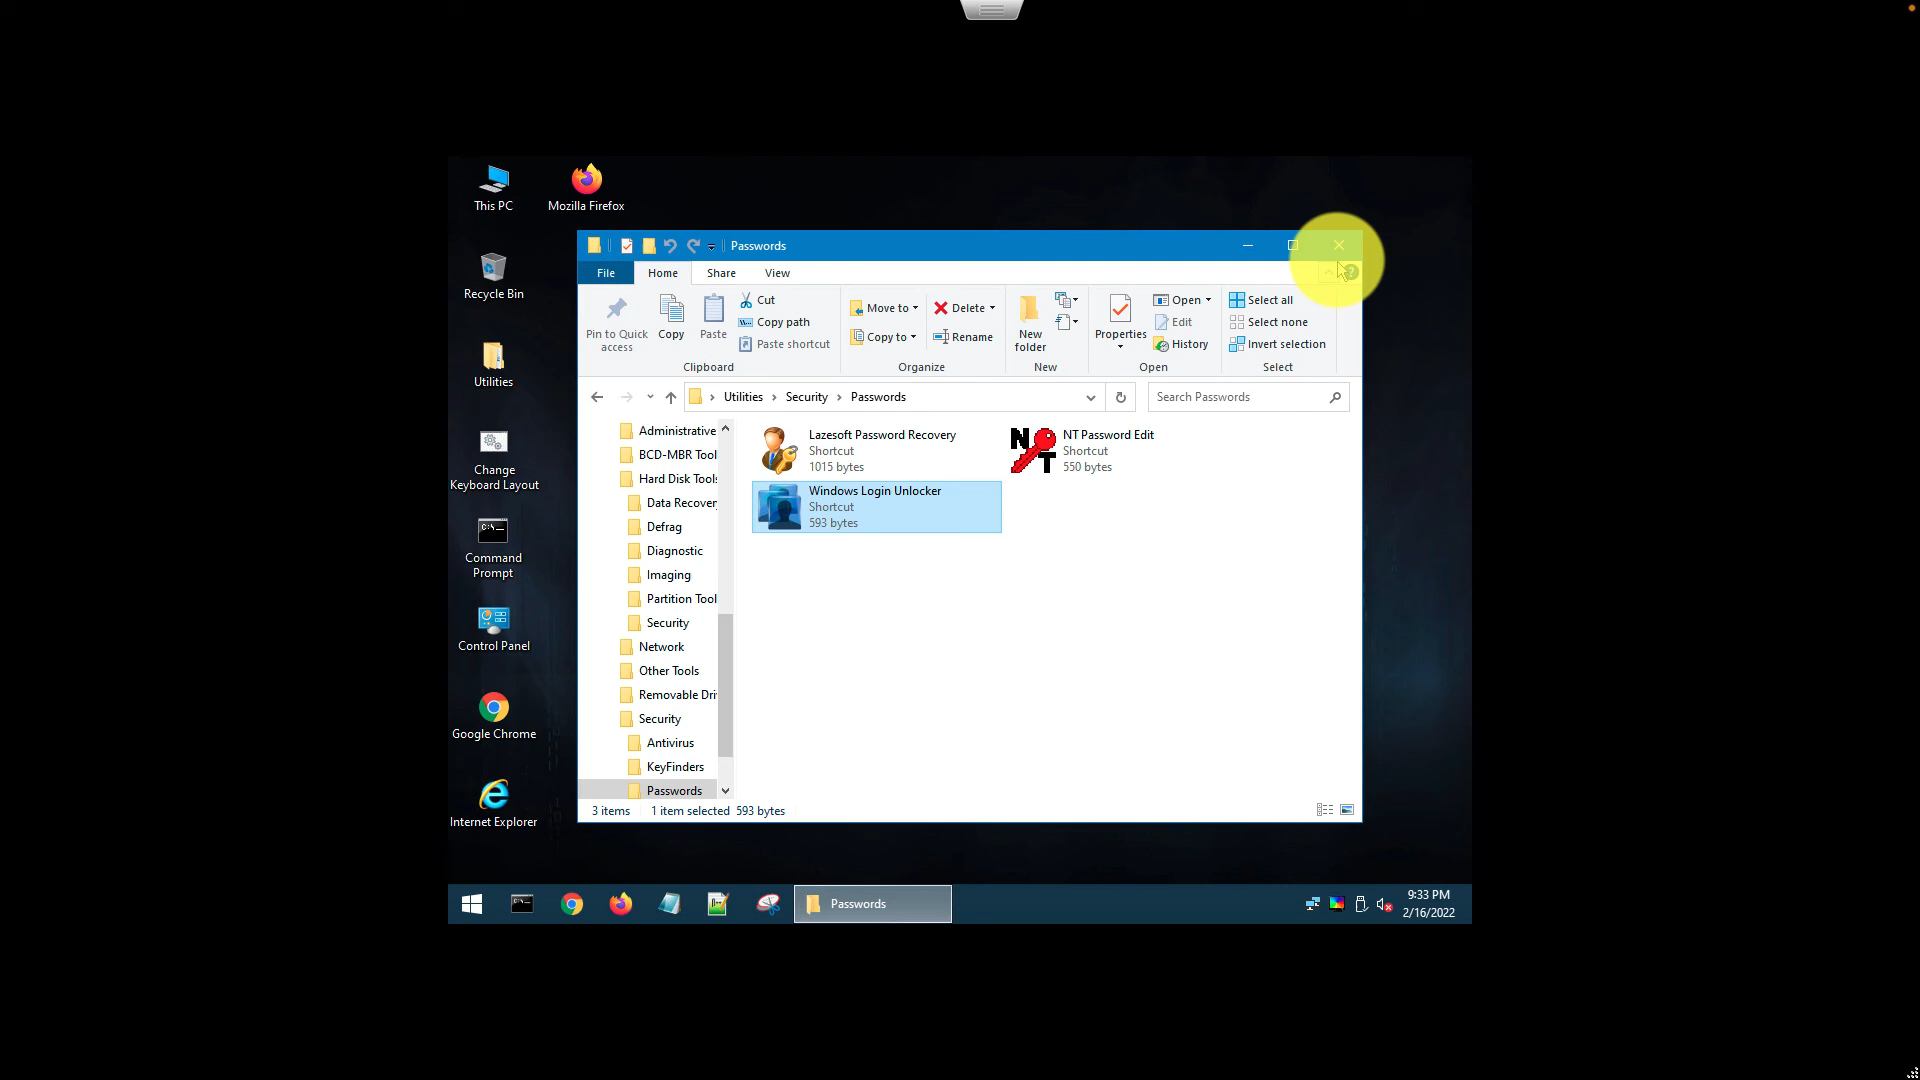 This PC
Mozilla Firefox
Recycle Bin
Utilities
Change
Keyboard Layout
C:\_
Command
Prompt
Control Panel
Google Chrome
Internet Explorer
Passwords
File
Home
Share
View
Pin to Quick
access
Copy
Paste
Cut
Copy path
Paste shortcut
Clipboard
Move to
Copy to
Delete
Rename
Organize
New
folder
New
Properties
Open
Edit
History
Open
Select all
Select none
Invert selection
Select
Utilities
Security
Passwords
Search Passwords
Administrative
BCD-MBR Tool
Hard Disk Tools
Data Recover
Defrag
Diagnostic
Imaging
Partition Tool
Security
Network
Other Tools
Removable Dri
Security
Antivirus
KeyFinders
Passwords
Lazesoft Password Recovery
Shortcut
1015 bytes
NT
NT Password Edit
Shortcut
550 bytes
Windows Login Unlocker
Shortcut
593 bytes
3 items
1 item selected 593 bytes
Passwords
9:33 PM
2/16/2022